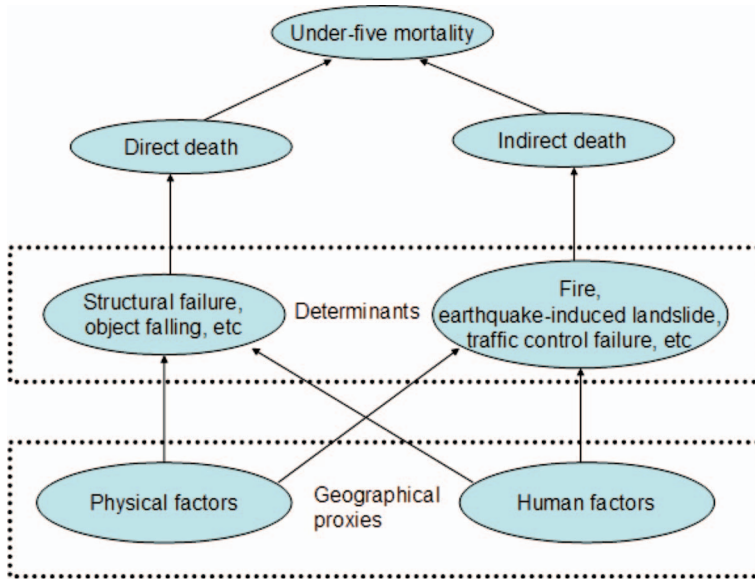 Under-five mortality
Direct death
Indirect death
Structural failure,
object falling, etc
Determinants
Fire,
earthquake-induced landslide,
traffic control failure, etc
Physical factors
Geographical
proxies
Human factors